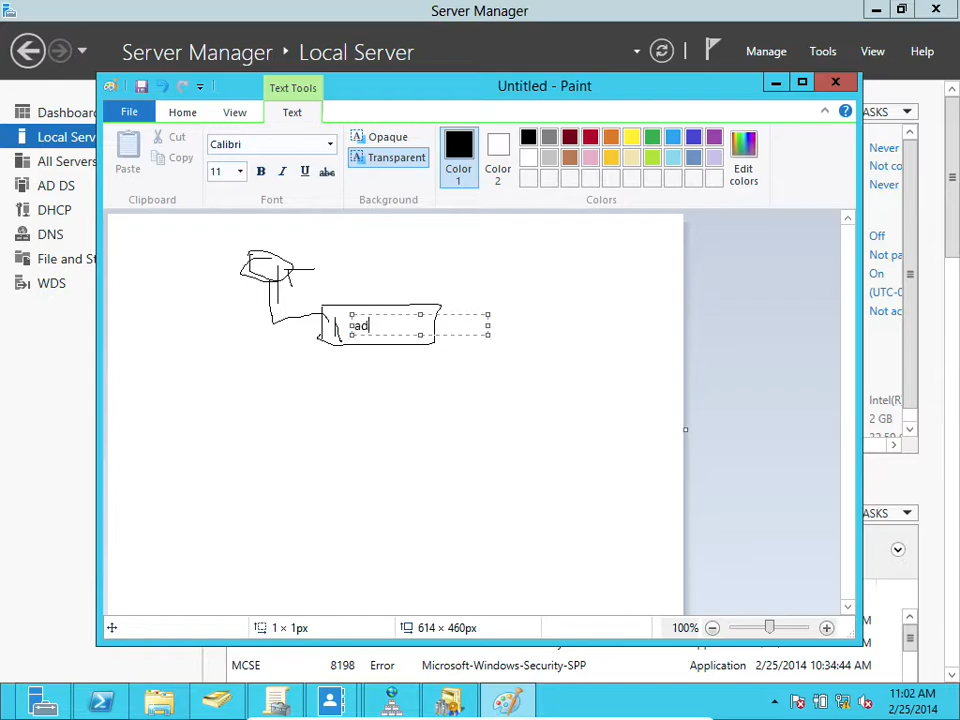 Server Manager
Server Manager Local Server
Manage Tools View Help
Text Tools
Untitled - Paint
File Home View Text
Cut
Copy
Paste
Calibri
11
B I U abc
Opaque
Transparent
Color 1
Color 2
Edit colors
Clipboard Font Background Colors
Dashboard
Local Serv
All Servers
AD DS
DHCP
DNS
File and St
WDS
ASKS
Never
Not co
Never
Off
Not pa
On
(UTC-0
Not ac
Intel(R)
2 GB
ad
ASKS
1 × 1px
614 × 460px
100%
MCSE 8198 Error Microsoft-Windows-Security-SPP Application 2/25/2014 10:34:44 AM
11:02 AM
2/25/2014